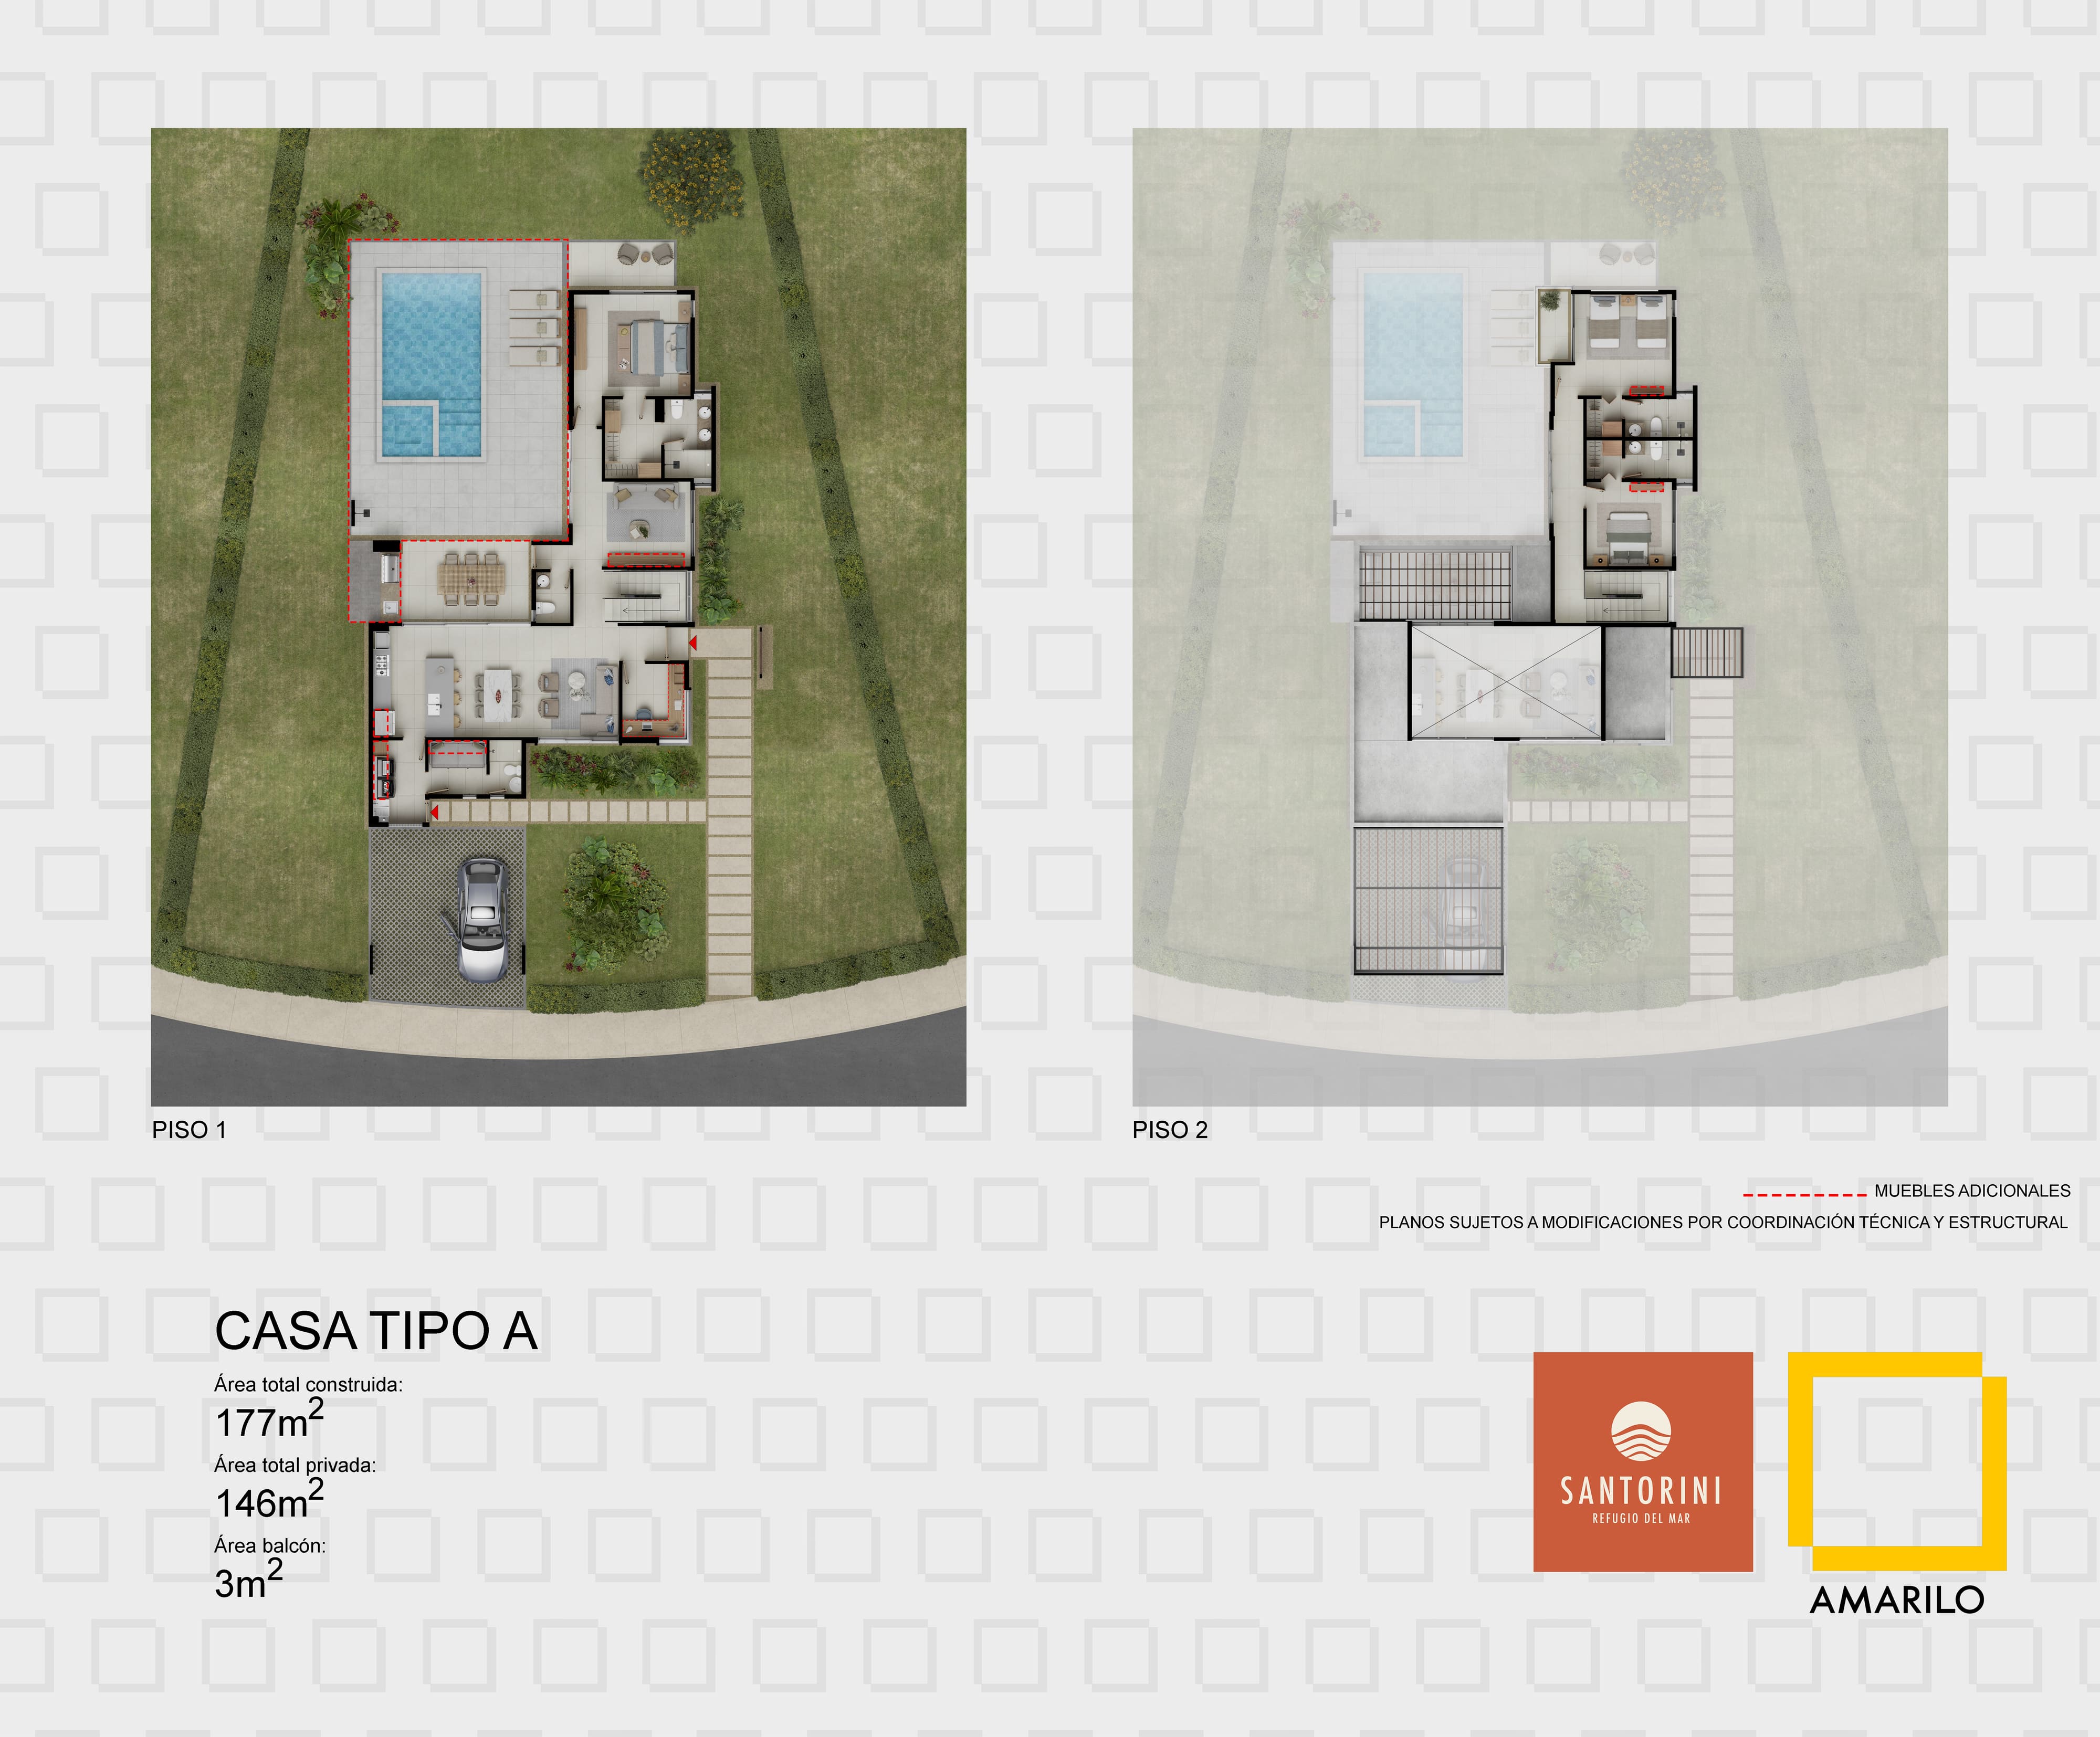 PISO 1
PISO 2
MUEBLES ADICIONALES
PLANOS SUJETOS A MODIFICACIONES POR COORDINACIÓN TÉCNICA Y ESTRUCTURAL
CASA TIPO A
Área total construida:
177m²
Área total privada:
146m²
Área balcón:
3m²
SANTORINI
REFUGIO DEL MAR
AMARILO